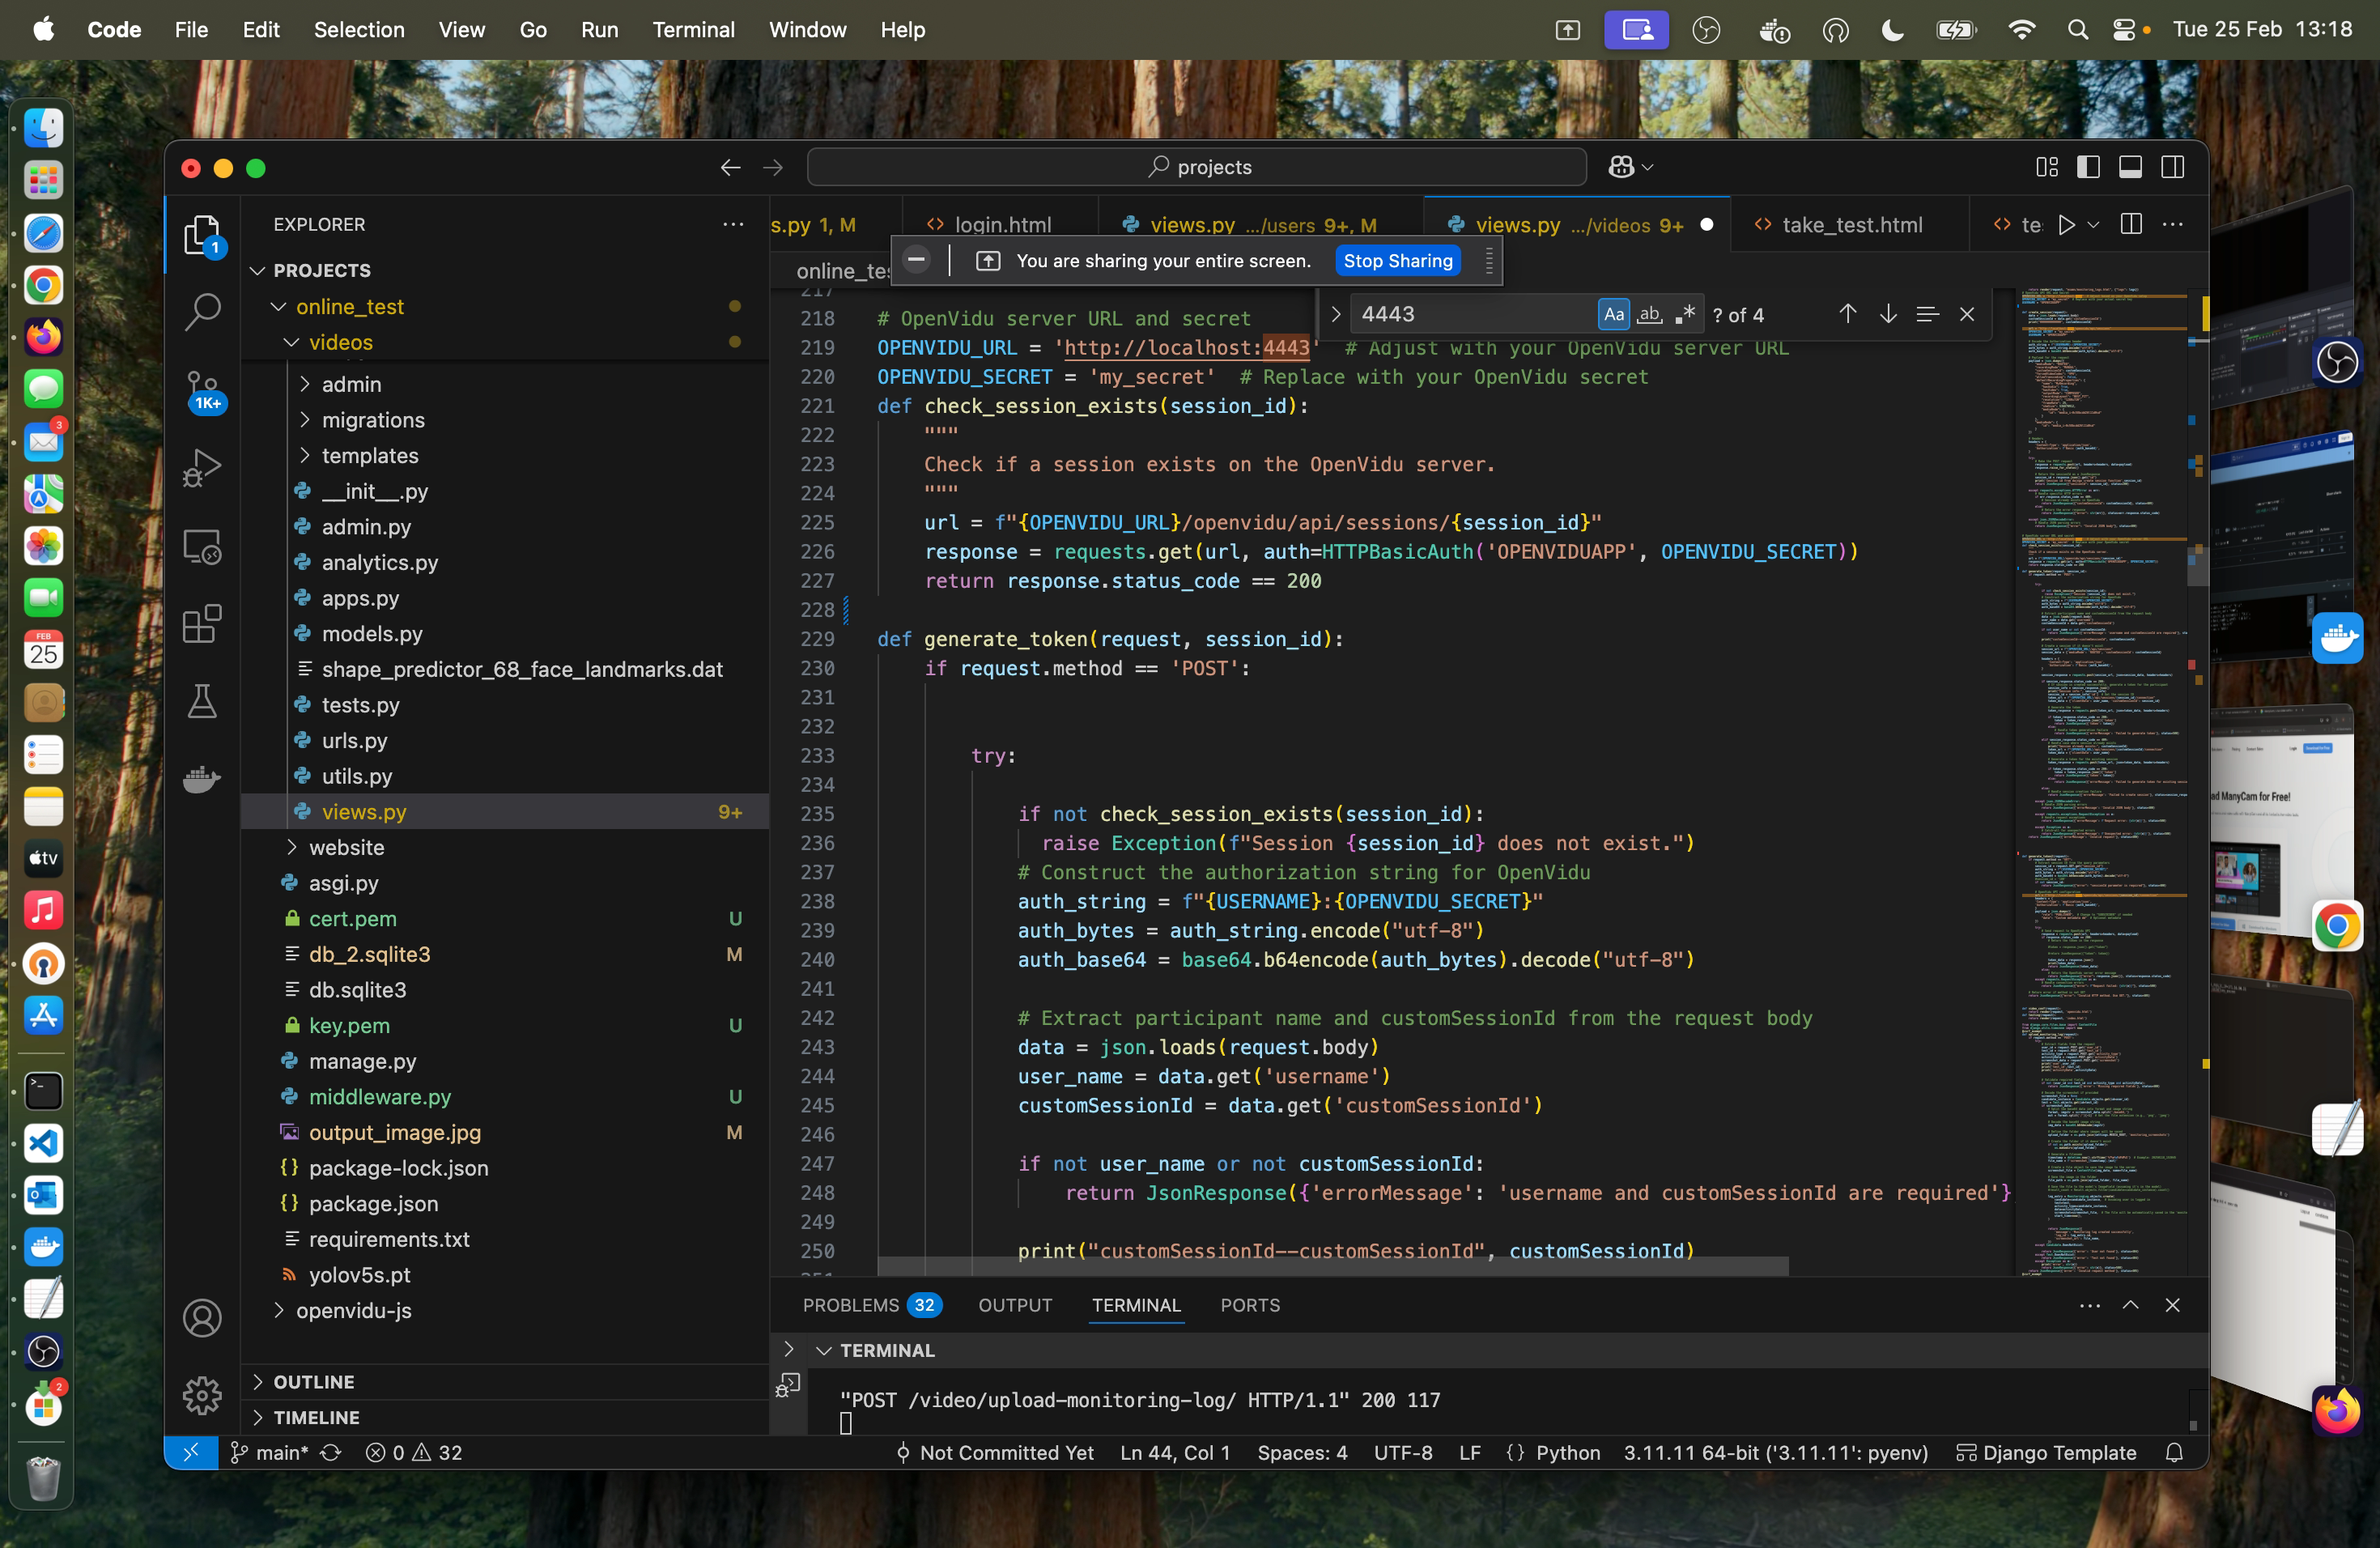 Code File Edit Selection View Go Run Terminal Window Help Tue 25 Feb 13:18
projects
EXPLORER
PROJECTS
online_test
videos
admin
migrations
templates
__init__.py
admin.py
analytics.py
apps.py
models.py
shape_predictor_68_face_landmarks.dat
tests.py
urls.py
utils.py
views.py 9+
website
asgi.py
cert.pem U
db_2.sqlite3 M
db.sqlite3
key.pem U
manage.py
middleware.py U
output_image.jpg M
package-lock.json
package.json
requirements.txt
yolov5s.pt
openvidu-js
OUTLINE
TIMELINE
1
1K+
3
FEB
25
tv
2
s.py 1, M login.html views.py .../users 9+, M views.py .../videos 9+ take_test.html te
online_te
You are sharing your entire screen. Stop Sharing
4443 Aa ab ? of 4
217
218 # OpenVidu server URL and secret
219 OPENVIDU_URL = 'http://localhost:4443' # Adjust with your OpenVidu server URL
220 OPENVIDU_SECRET = 'my_secret' # Replace with your OpenVidu secret
221 def check_session_exists(session_id):
222 """
223 Check if a session exists on the OpenVidu server.
224 """
225 url = f"{OPENVIDU_URL}/openvidu/api/sessions/{session_id}"
226 response = requests.get(url, auth=HTTPBasicAuth('OPENVIDUAPP', OPENVIDU_SECRET))
227 return response.status_code == 200
228
229 def generate_token(request, session_id):
230 if request.method == 'POST':
231
232
233 try:
234
235 if not check_session_exists(session_id):
236 raise Exception(f"Session {session_id} does not exist.")
237 # Construct the authorization string for OpenVidu
238 auth_string = f"{USERNAME}:{OPENVIDU_SECRET}"
239 auth_bytes = auth_string.encode("utf-8")
240 auth_base64 = base64.b64encode(auth_bytes).decode("utf-8")
241
242 # Extract participant name and customSessionId from the request body
243 data = json.loads(request.body)
244 user_name = data.get('username')
245 customSessionId = data.get('customSessionId')
246
247 if not user_name or not customSessionId:
248 return JsonResponse({'errorMessage': 'username and customSessionId are required'}
249
250 print("customSessionId--customSessionId", customSessionId)
PROBLEMS 32 OUTPUT TERMINAL PORTS
TERMINAL
"POST /video/upload-monitoring-log/ HTTP/1.1" 200 117
main* 0 32 Not Committed Yet Ln 44, Col 1 Spaces: 4 UTF-8 LF {} Python 3.11.11 64-bit ('3.11.11': pyenv) Django Template
ad ManyCam for Free!